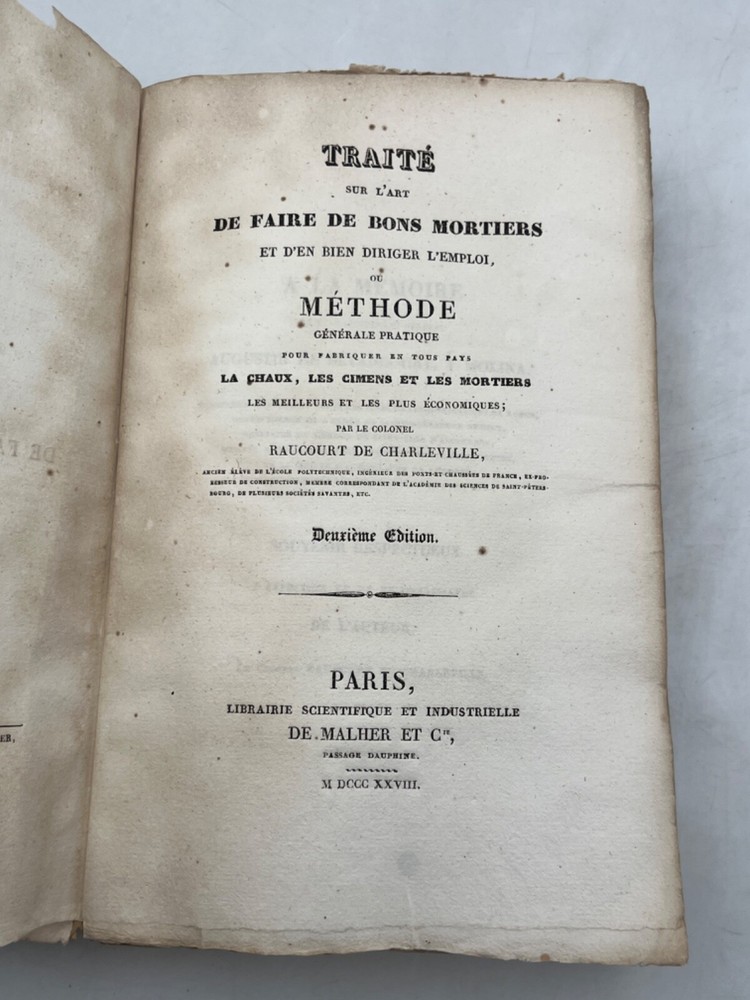 TRAITÉ
SUR L'ART
DE FAIRE DE BONS MORTIERS
ET D'EN BIEN DIRIGER L'EMPLOI,
OU
MÉTHODE
GÉNÉRALE PRATIQUE
POUR FABRIQUER EN TOUS PAYS
LA CHAUX, LES CIMENS ET LES MORTIERS
LES MEILLEURS ET LES PLUS ÉCONOMIQUES;
PAR LE COLONEL
RAUCOURT DE CHARLEVILLE,
ANCIEN ÉLÈVE DE L'ÉCOLE POLYTECHNIQUE, INGÉNIEUR DES PONTS-ET-CHAUSSÉES DE FRANCE, EX-PRO-
FESSEUR DE CONSTRUCTION, MEMBRE CORRESPONDANT DE L'ACADÉMIE DES SCIENCES DE SAINT-PÉTERS-
BOURG, DE PLUSIEURS SOCIÉTÉS SAVANTES, ETC.
Deuxième Edition.
PARIS,
LIBRAIRIE SCIENTIFIQUE ET INDUSTRIELLE
DE MALHER ET Cie,
PASSAGE DAUPHINE.
M DCCC XXVIII.